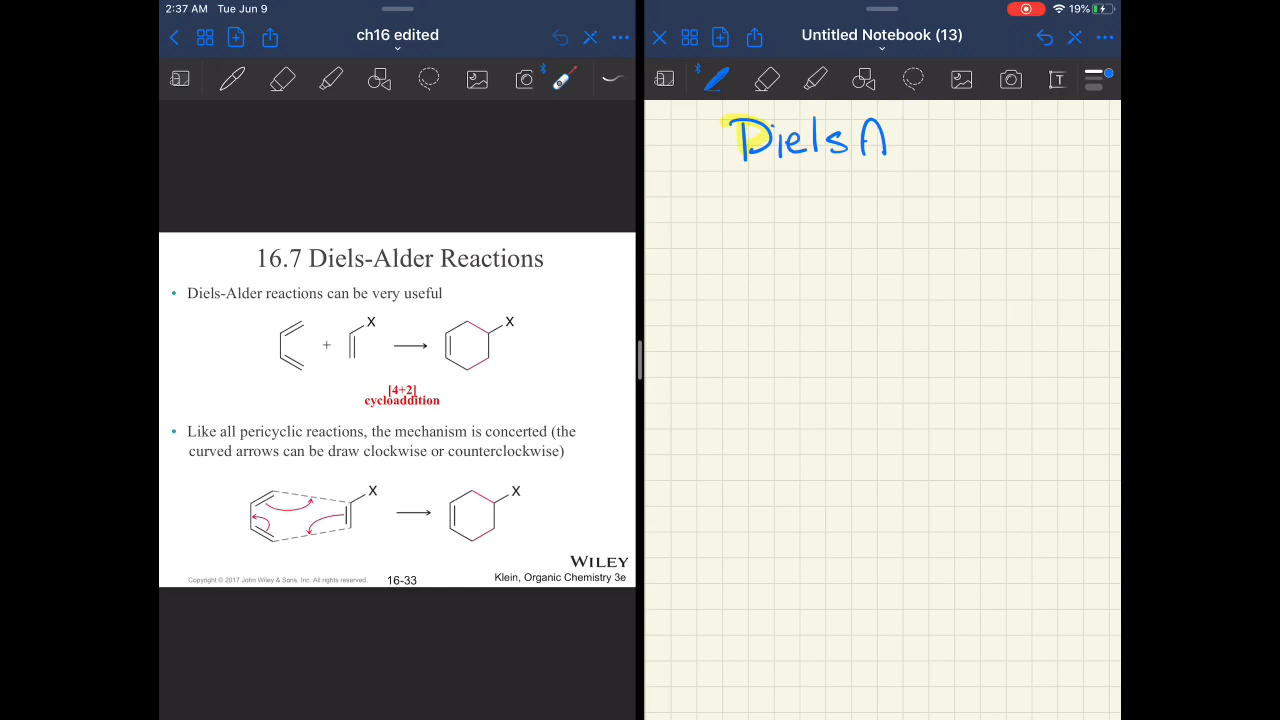 2:37 AM Tue Jun 9
19%
ch16 edited
Untitled Notebook (13)
T
16.7 Diels-Alder Reactions
• Diels-Alder reactions can be very useful
X
X
+
[4+2]
cycloaddition
• Like all pericyclic reactions, the mechanism is concerted (the
curved arrows can be draw clockwise or counterclockwise)
X
X
WILEY
Copyright © 2017 John Wiley & Sons, Inc. All rights reserved.
16-33
Klein, Organic Chemistry 3e
Diels A